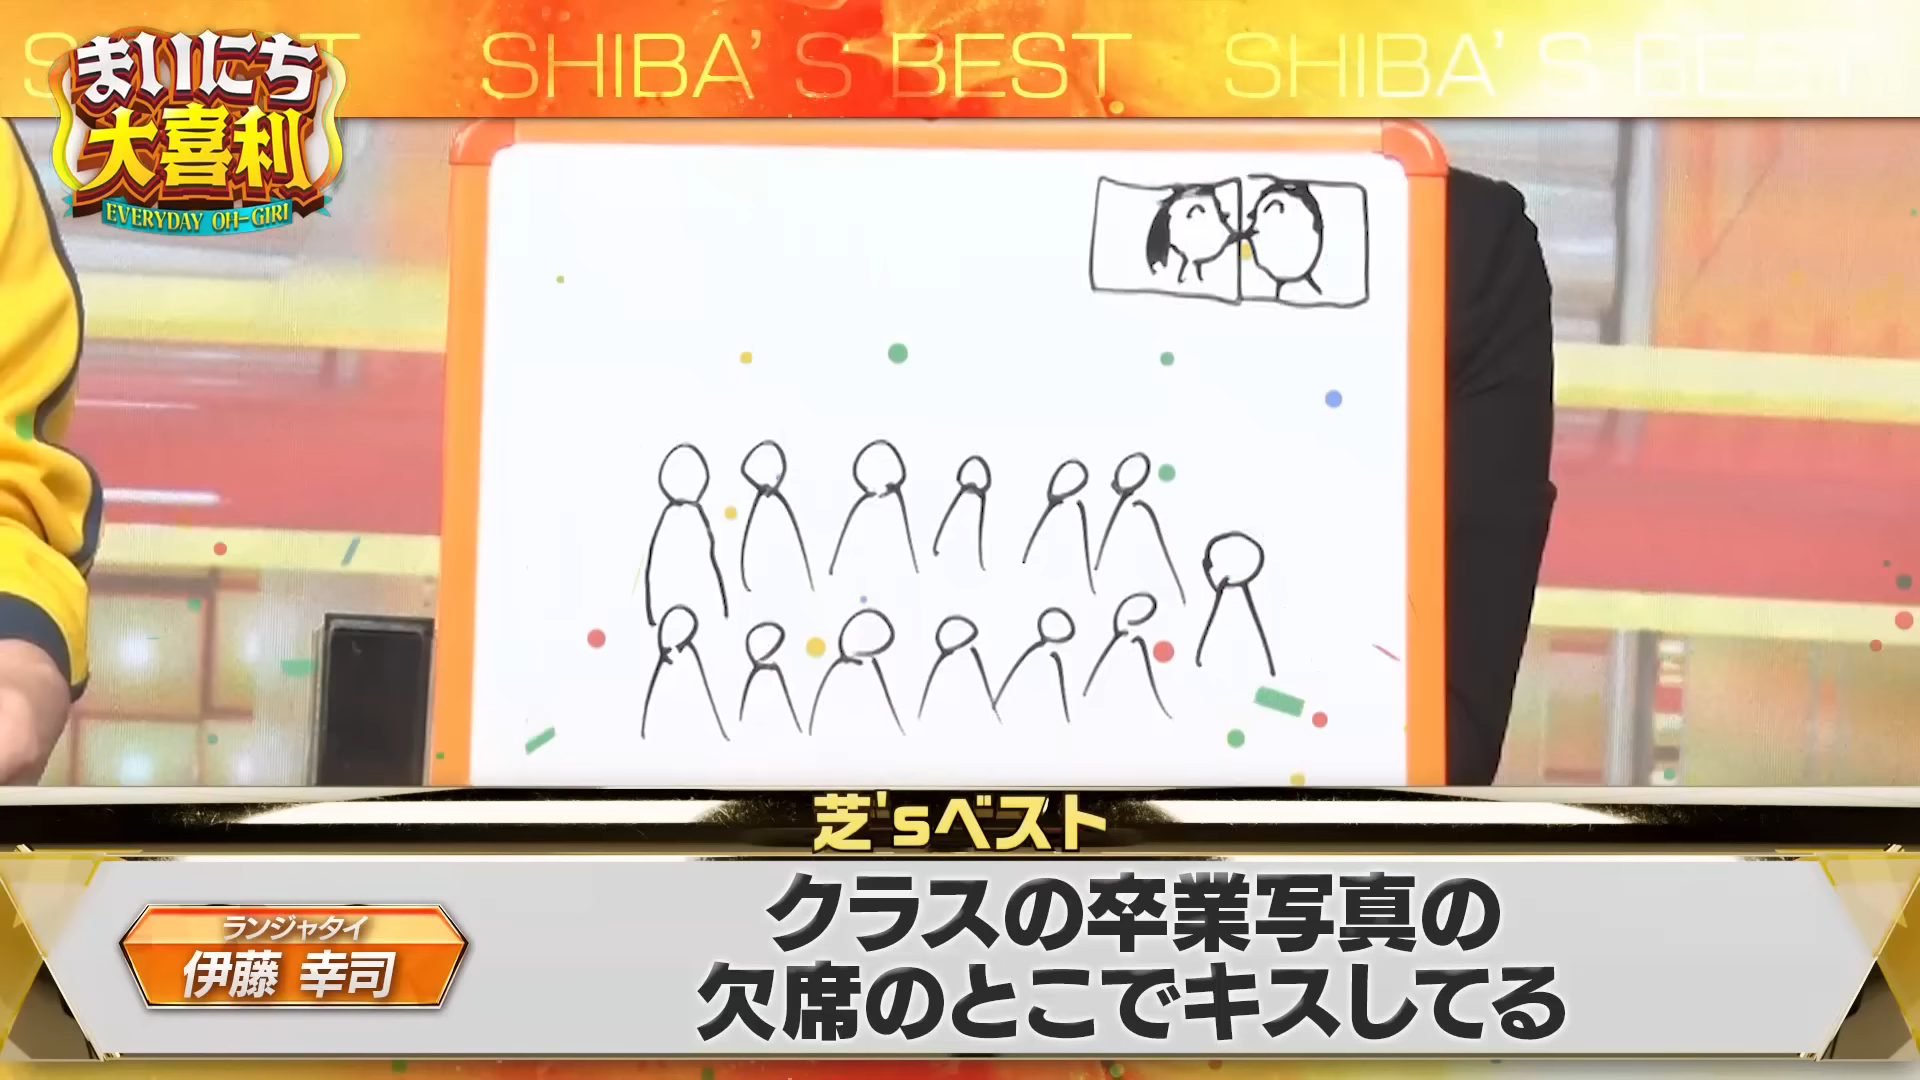 SHIBA'S BEST SHIBA'S BEST
まいにち
大喜利
EVERYDAY OH-GIRI
芝'sベスト
ランジャタイ
伊藤 幸司
クラスの卒業写真の
欠席のとこでキスしてる